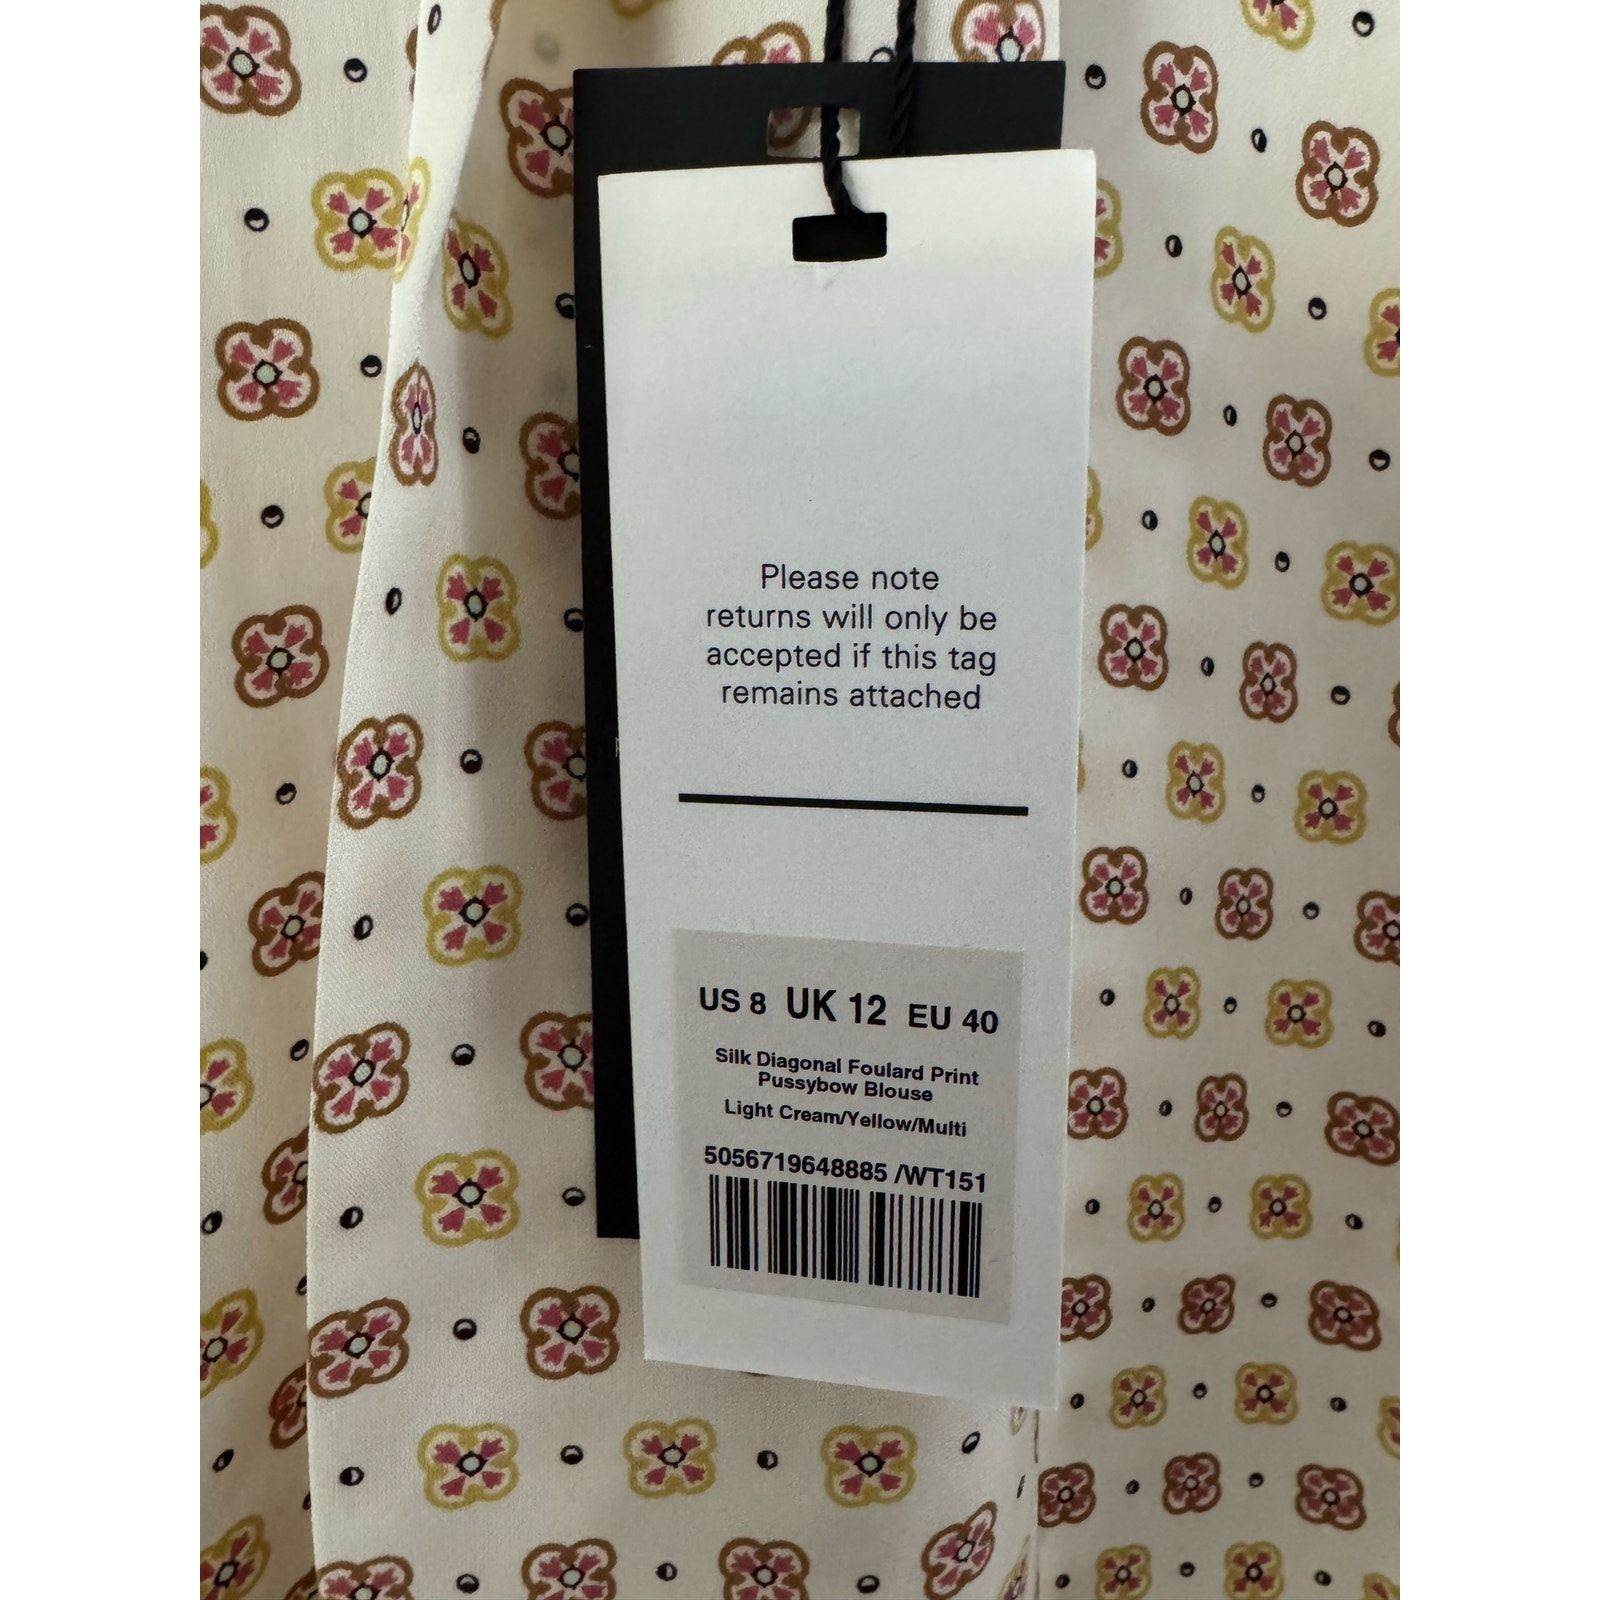 Please note
returns will only be
accepted if this tag
remains attached
US 8 UK 12 EU 40
Silk Diagonal Foulard Print
Pussybow Blouse
Light Cream/Yellow/Multi
5056719648885 /WT151